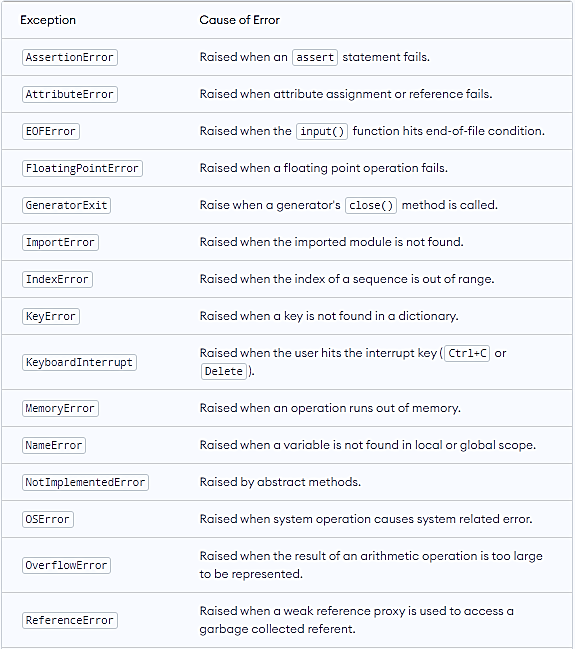 Exception Cause of Error
AssertionError Raised when an assert statement fails.
AttributeError Raised when attribute assignment or reference fails.
EOFError Raised when the input() function hits end-of-file condition.
FloatingPointError Raised when a floating point operation fails.
GeneratorExit Raise when a generator's close() method is called.
ImportError Raised when the imported module is not found.
IndexError Raised when the index of a sequence is out of range.
KeyError Raised when a key is not found in a dictionary.
KeyboardInterrupt Raised when the user hits the interrupt key ( Ctrl+C or
Delete ).
MemoryError Raised when an operation runs out of memory.
NameError Raised when a variable is not found in local or global scope.
NotImplementedError Raised by abstract methods.
OSError Raised when system operation causes system related error.
OverflowError Raised when the result of an arithmetic operation is too large
to be represented.
ReferenceError Raised when a weak reference proxy is used to access a
garbage collected referent.